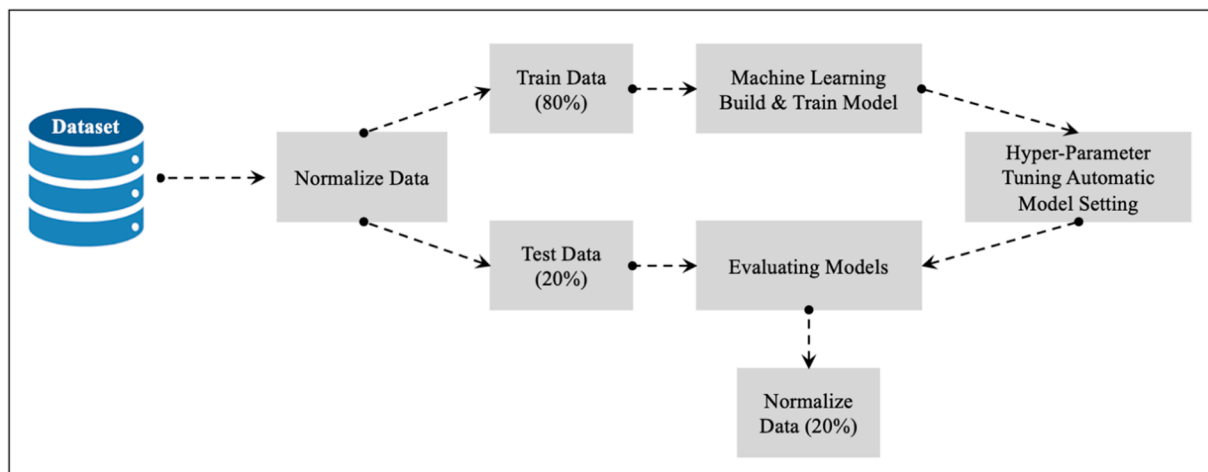 Dataset
Normalize Data
Train Data
(80%)
Machine Learning
Build & Train Model
Hyper-Parameter
Tuning Automatic
Model Setting
Test Data
(20%)
Evaluating Models
Normalize
Data (20%)